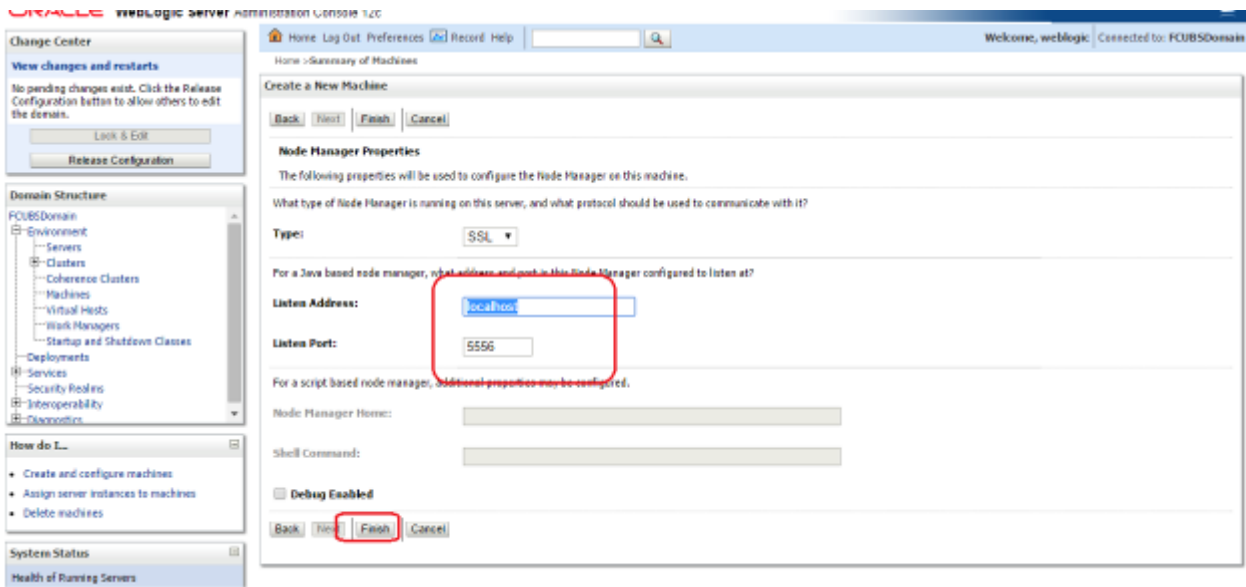 ORACLE WebLogic Server Administration Console 12c
Change Center
View changes and restarts
No pending changes exist. Click the Release
Configuration button to allow others to edit
the domain.
Lock & Edit
Release Configuration
Domain Structure
FCUBSDomain
Environment
Servers
Clusters
Coherence Clusters
Machines
Virtual Hosts
Work Managers
Startup and Shutdown Classes
Deployments
Services
Security Realms
Interoperability
Diagnostics
How do I...
Create and configure machines
Assign server instances to machines
Delete machines
System Status
Health of Running Servers
Home Log Out Preferences Record Help
Welcome, weblogic Connected to: FCUBSDomain
Home >Summary of Machines
Create a New Machine
Back Next Finish Cancel
Node Manager Properties
The following properties will be used to configure the Node Manager on this machine.
What type of Node Manager is running on this server, and what protocol should be used to communicate with it?
Type: SSL
For a Java based node manager, what address and port is this Node Manager configured to listen at?
Listen Address: localhost
Listen Port: 5556
For a script based node manager, additional properties may be configured.
Node Manager Home:
Shell Command:
Debug Enabled
Back Next Finish Cancel